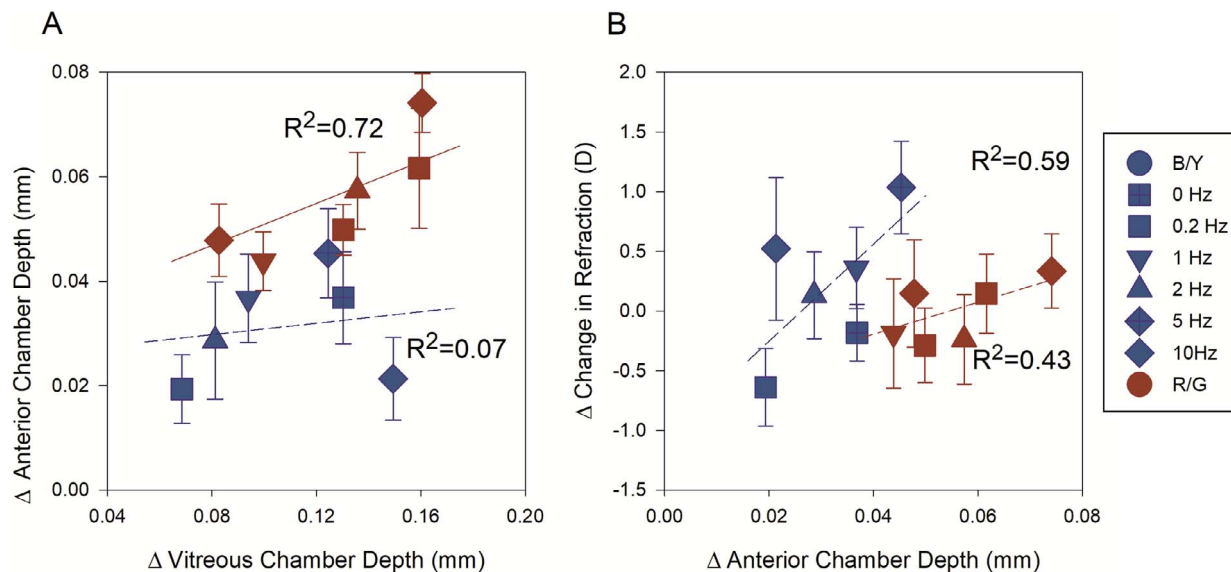 A
B
Δ Anterior Chamber Depth (mm)
0.08
0.06
0.04
0.02
0.00
0.04
0.08
0.12
0.16
0.20
Δ Vitreous Chamber Depth (mm)
R²=0.72
R²=0.07
Δ Change in Refraction (D)
2.0
1.5
1.0
0.5
0.0
-0.5
-1.0
-1.5
0.00
0.02
0.04
0.06
0.08
Δ Anterior Chamber Depth (mm)
R²=0.59
R²=0.43
B/Y
0 Hz
0.2 Hz
1 Hz
2 Hz
5 Hz
10Hz
R/G